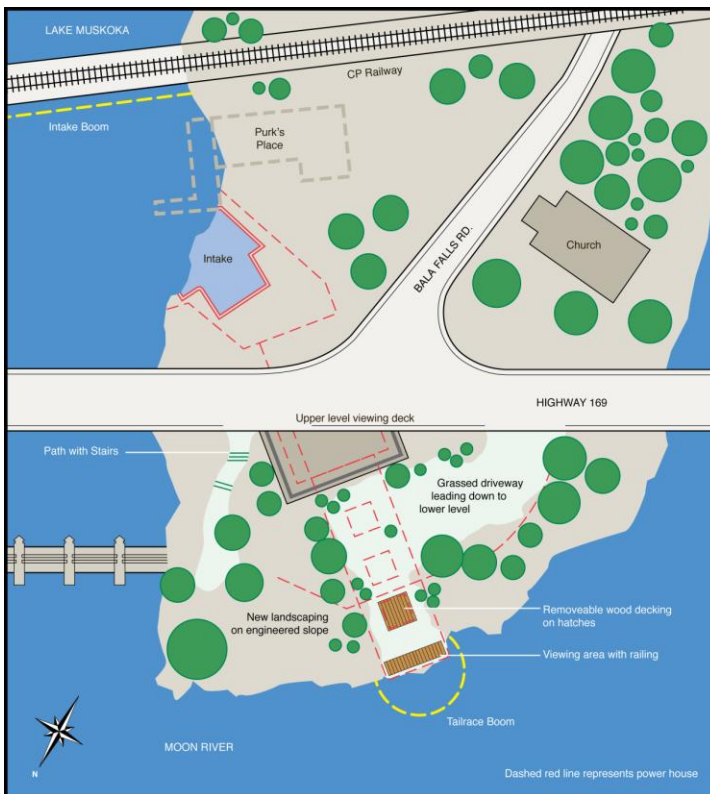 LAKE MUSKOKA
CP Railway
Intake Boom
Purk's
Place
Intake
BALA FALLS RD.
Church
HIGHWAY 169
Upper level viewing deck
Path with Stairs
Grassed driveway
leading down to
lower level
New landscaping
on engineered slope
Removeable wood decking
on hatches
Viewing area with railing
Tailrace Boom
MOON RIVER
N
Dashed red line represents power house